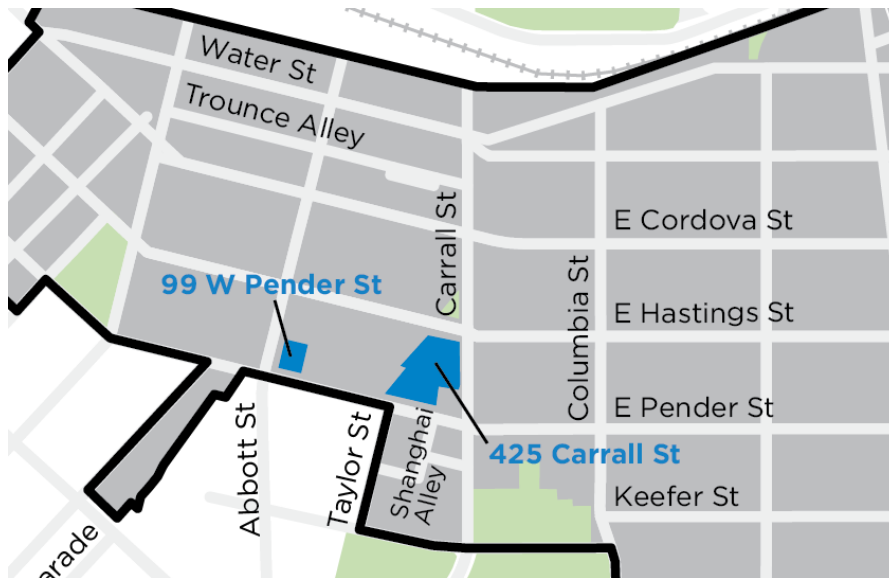 Water St
Trounce Alley
Carrall St
E Cordova St
99 W Pender St
Columbia St
E Hastings St
E Pender St
Abbott St
Taylor St
Shanghai
Alley
425 Carrall St
Keefer St
arade